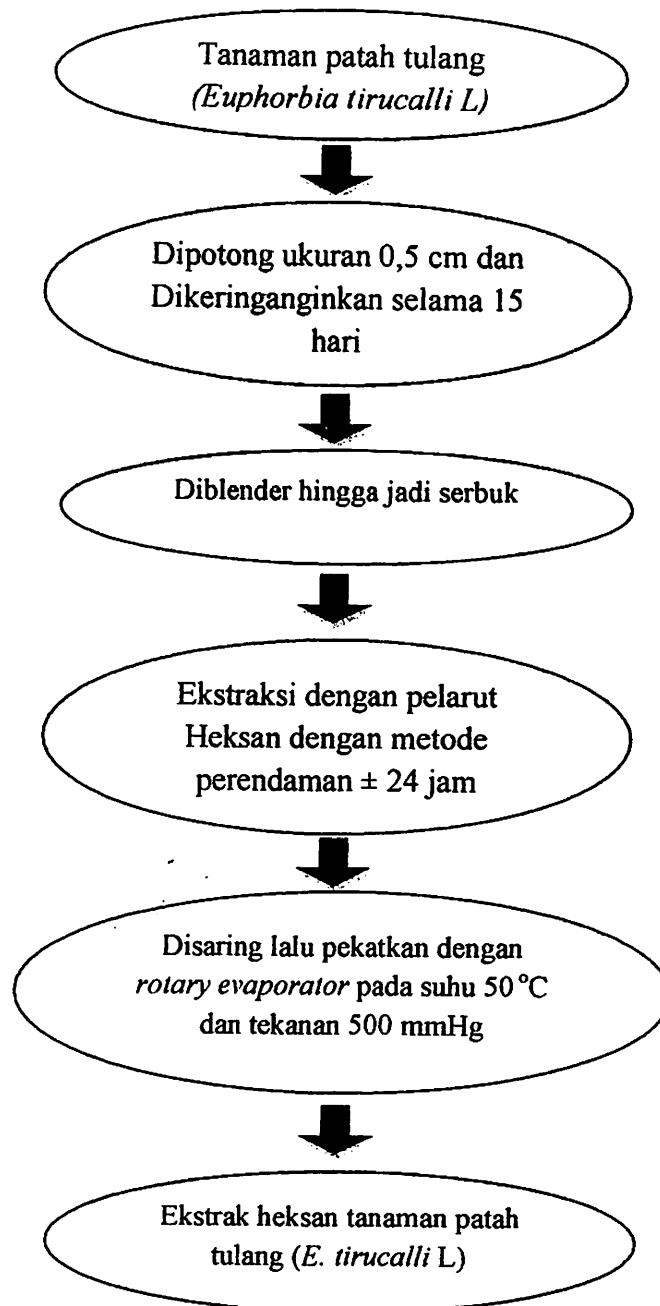 Tanaman patah tulang
(Euphorbia tirucalli L)
Dipotong ukuran 0,5 cm dan
Dikeringanginkan selama 15
hari
Diblender hingga jadi serbuk
Ekstraksi dengan pelarut
Heksan dengan metode
perendaman ± 24 jam
Disaring lalu pekatkan dengan
rotary evaporator pada suhu 50 °C
dan tekanan 500 mmHg
Ekstrak heksan tanaman patah
tulang (E. tirucalli L)